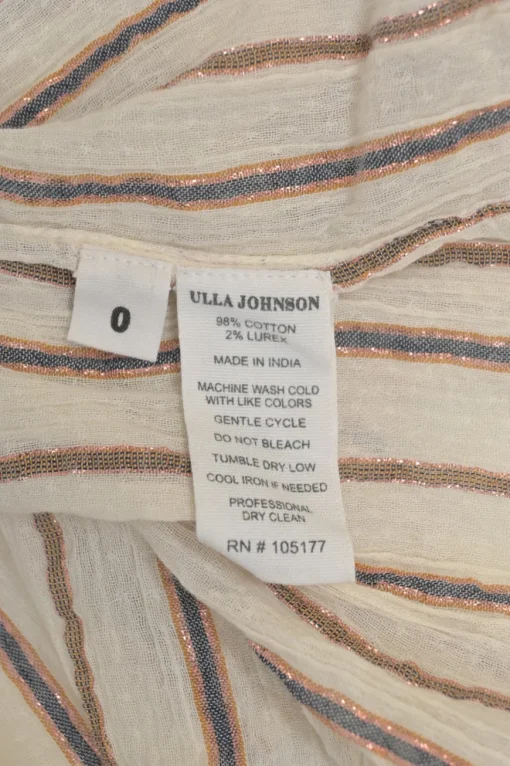 0
ULLA JOHNSON
98% COTTON
2% LUREX
MADE IN INDIA
MACHINE WASH COLD
WITH LIKE COLORS
GENTLE CYCLE
DO NOT BLEACH
TUMBLE DRY LOW
COOL IRON IF NEEDED
PROFESSIONAL
DRY CLEAN
RN # 105177